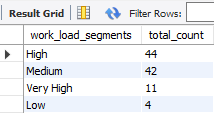 Result Grid Filter Rows:
work_load_segments total_count
High 44
Medium 42
Very High 11
Low 4